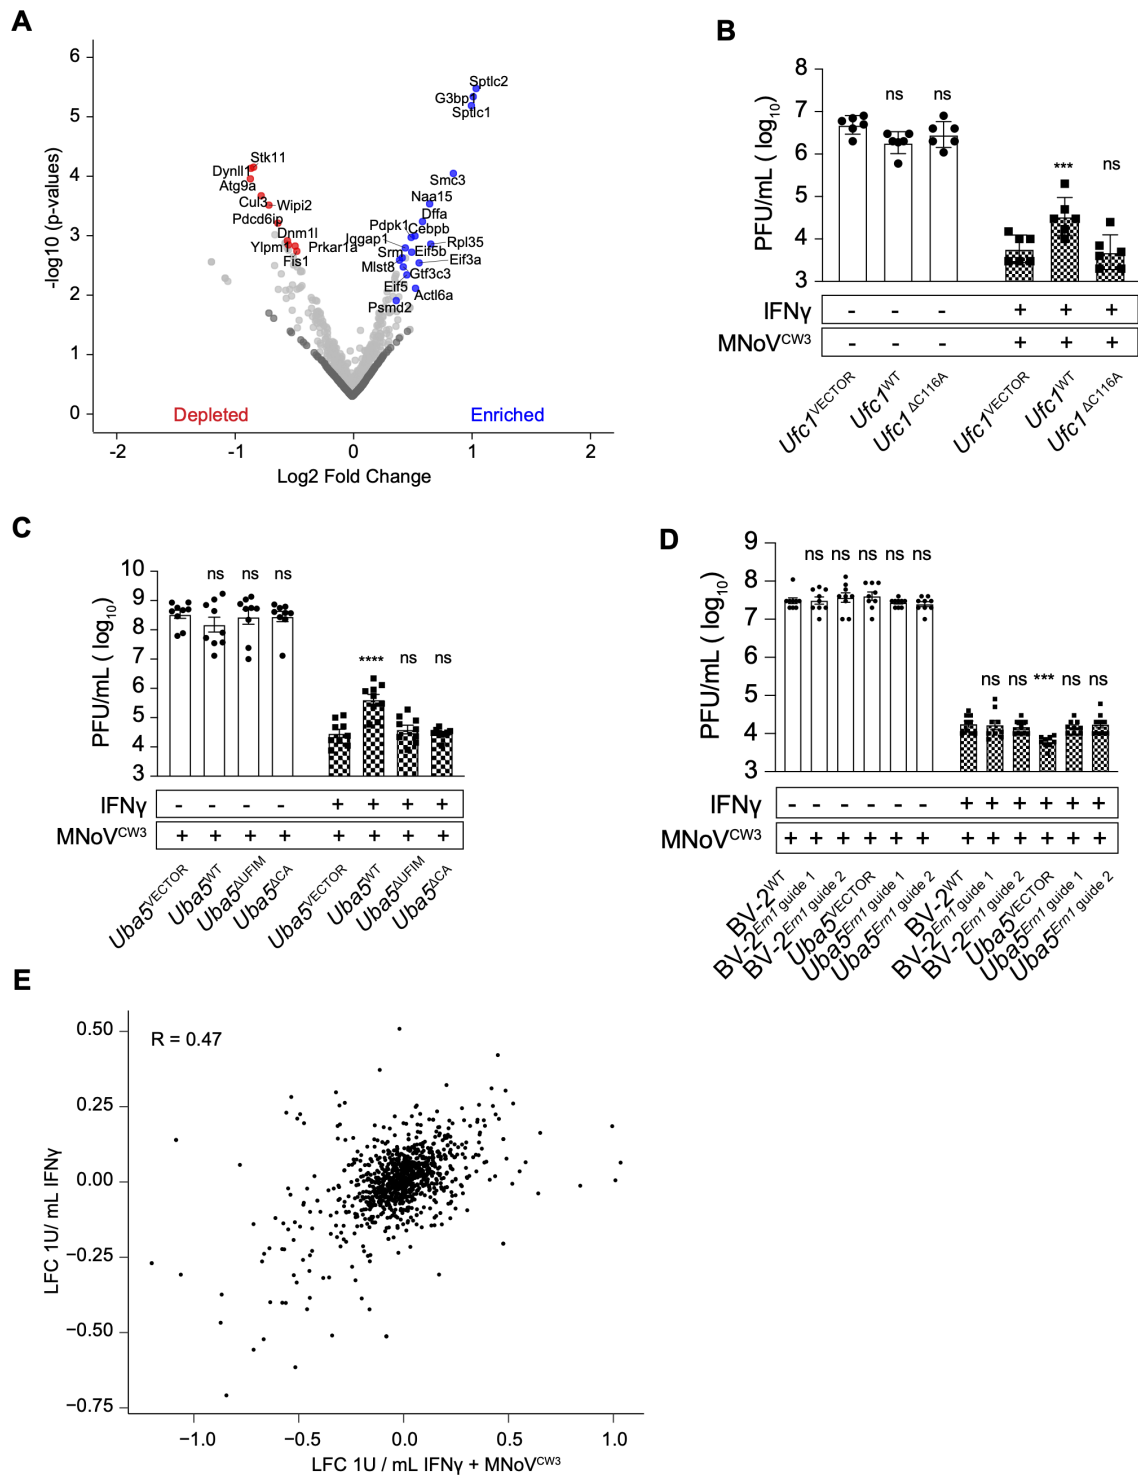 A
-log10 (p-values)
6
5
4
3
2
1
0
Sptlc2
G3bp1
Sptlc1
Smc3
Naa15
Dffa
Pdpk1
Cebpb
Iqgap1
Rpl35
Srm
Eif5b
Eif3a
Mlst8
Gtf3c3
Eif5
Actl6a
Psmd2
Stk11
Dynll1
Atg9a
Cul3
Wipi2
Pdcd6ip
Dnm1l
Ylpm1
Prkar1a
Fis1
Depleted
Enriched
-2 -1 0 1 2
Log2 Fold Change
B
PFU/mL ( log10)
8
7
6
5
4
3
ns ns *** ns
IFNγ - - - + + +
MNoVCW3 - - - + + +
Ufc1VECTOR Ufc1WT Ufc1 ΔC116A Ufc1VECTOR Ufc1WT Ufc1 ΔC116A
C
PFU/mL ( log10)
10
9
8
7
6
5
4
3
ns ns ns **** ns ns
IFNγ - - - - + + + +
MNoVCW3 + + + + + + + +
Uba5VECTOR Uba5WT Uba5ΔUFIM Uba5ΔCA Uba5VECTOR Uba5WT Uba5ΔUFIM Uba5ΔCA
D
PFU/mL ( log10)
9
8
7
6
5
4
3
ns ns ns ns ns
ns ns *** ns ns
IFNγ - - - - - - + + + + + +
MNoVCW3 + + + + + + + + + + + +
BV-2WT BV-2Ern1 guide 1 BV-2Ern1 guide 2 Uba5VECTOR Uba5Ern1 guide 1 Uba5Ern1 guide 2 BV-2WT BV-2Ern1 guide 1 BV-2Ern1 guide 2 Uba5VECTOR Uba5Ern1 guide 1 Uba5Ern1 guide 2
E
R = 0.47
LFC 1U/ mL IFNγ
0.50
0.25
0.00
−0.25
−0.50
−0.75
−1.0 −0.5 0.0 0.5 1.0
LFC 1U / mL IFNγ + MNoVCW3